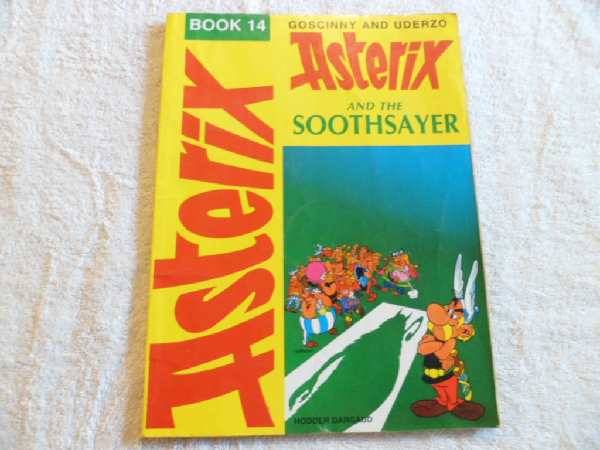 BOOK 14
GOSCINNY AND UDERZO
Asterix
AND THE
SOOTHSAYER
Asterix
HODDER DARGAUD